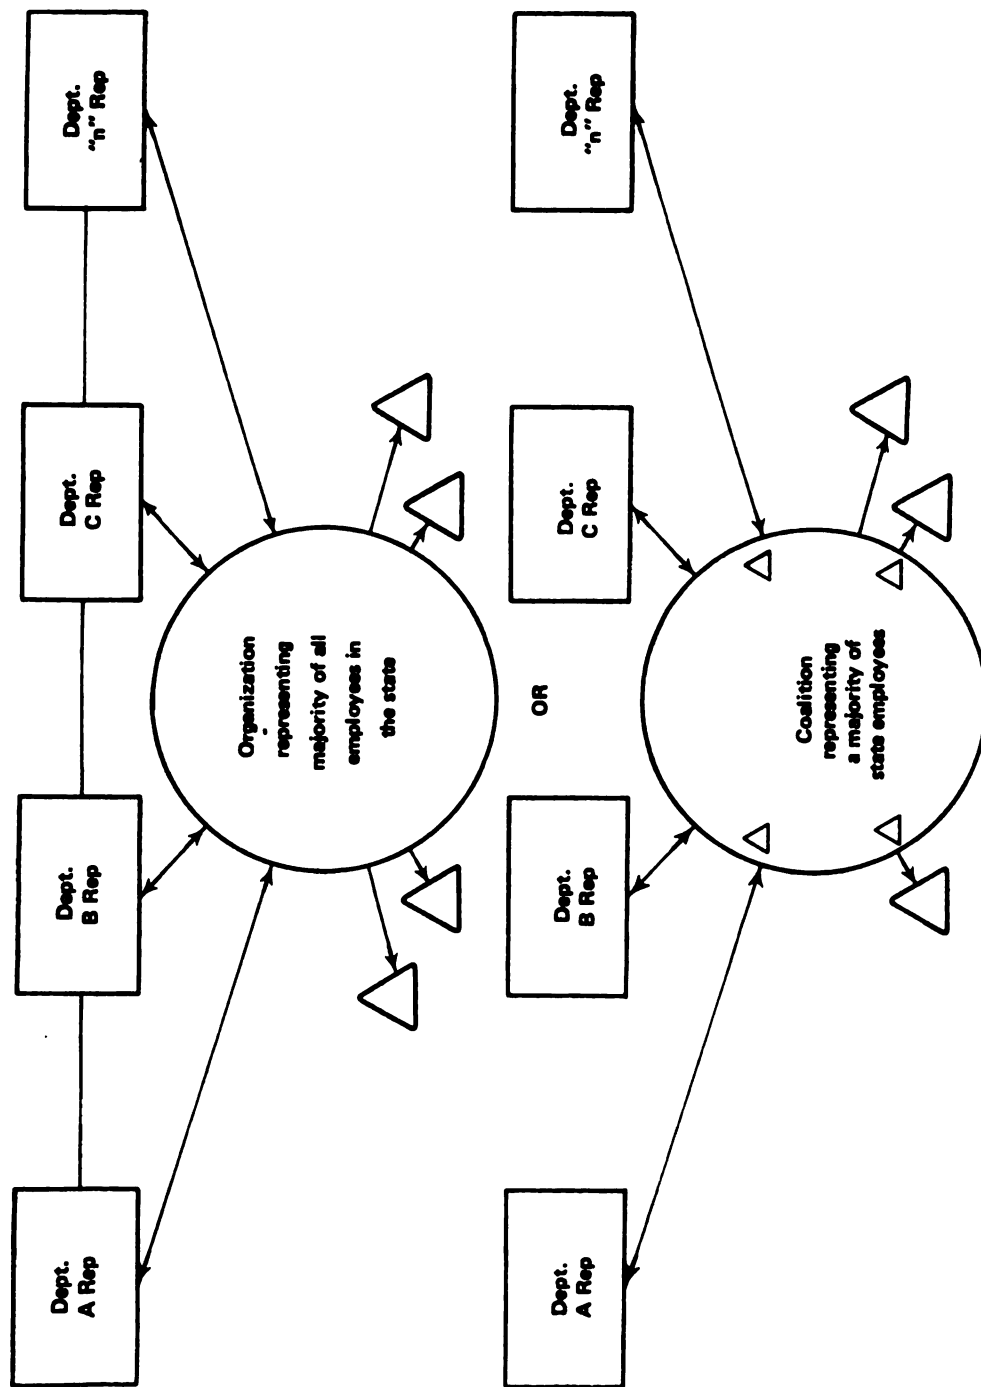 Dept.
A Rep
Dept.
B Rep
Dept.
C Rep
Dept.
"n" Rep
Organization
representing
majority of all
employees in
the state
OR
Dept.
A Rep
Dept.
B Rep
Dept.
C Rep
Dept.
"n" Rep
Coalition
representing
a majority of
state employees